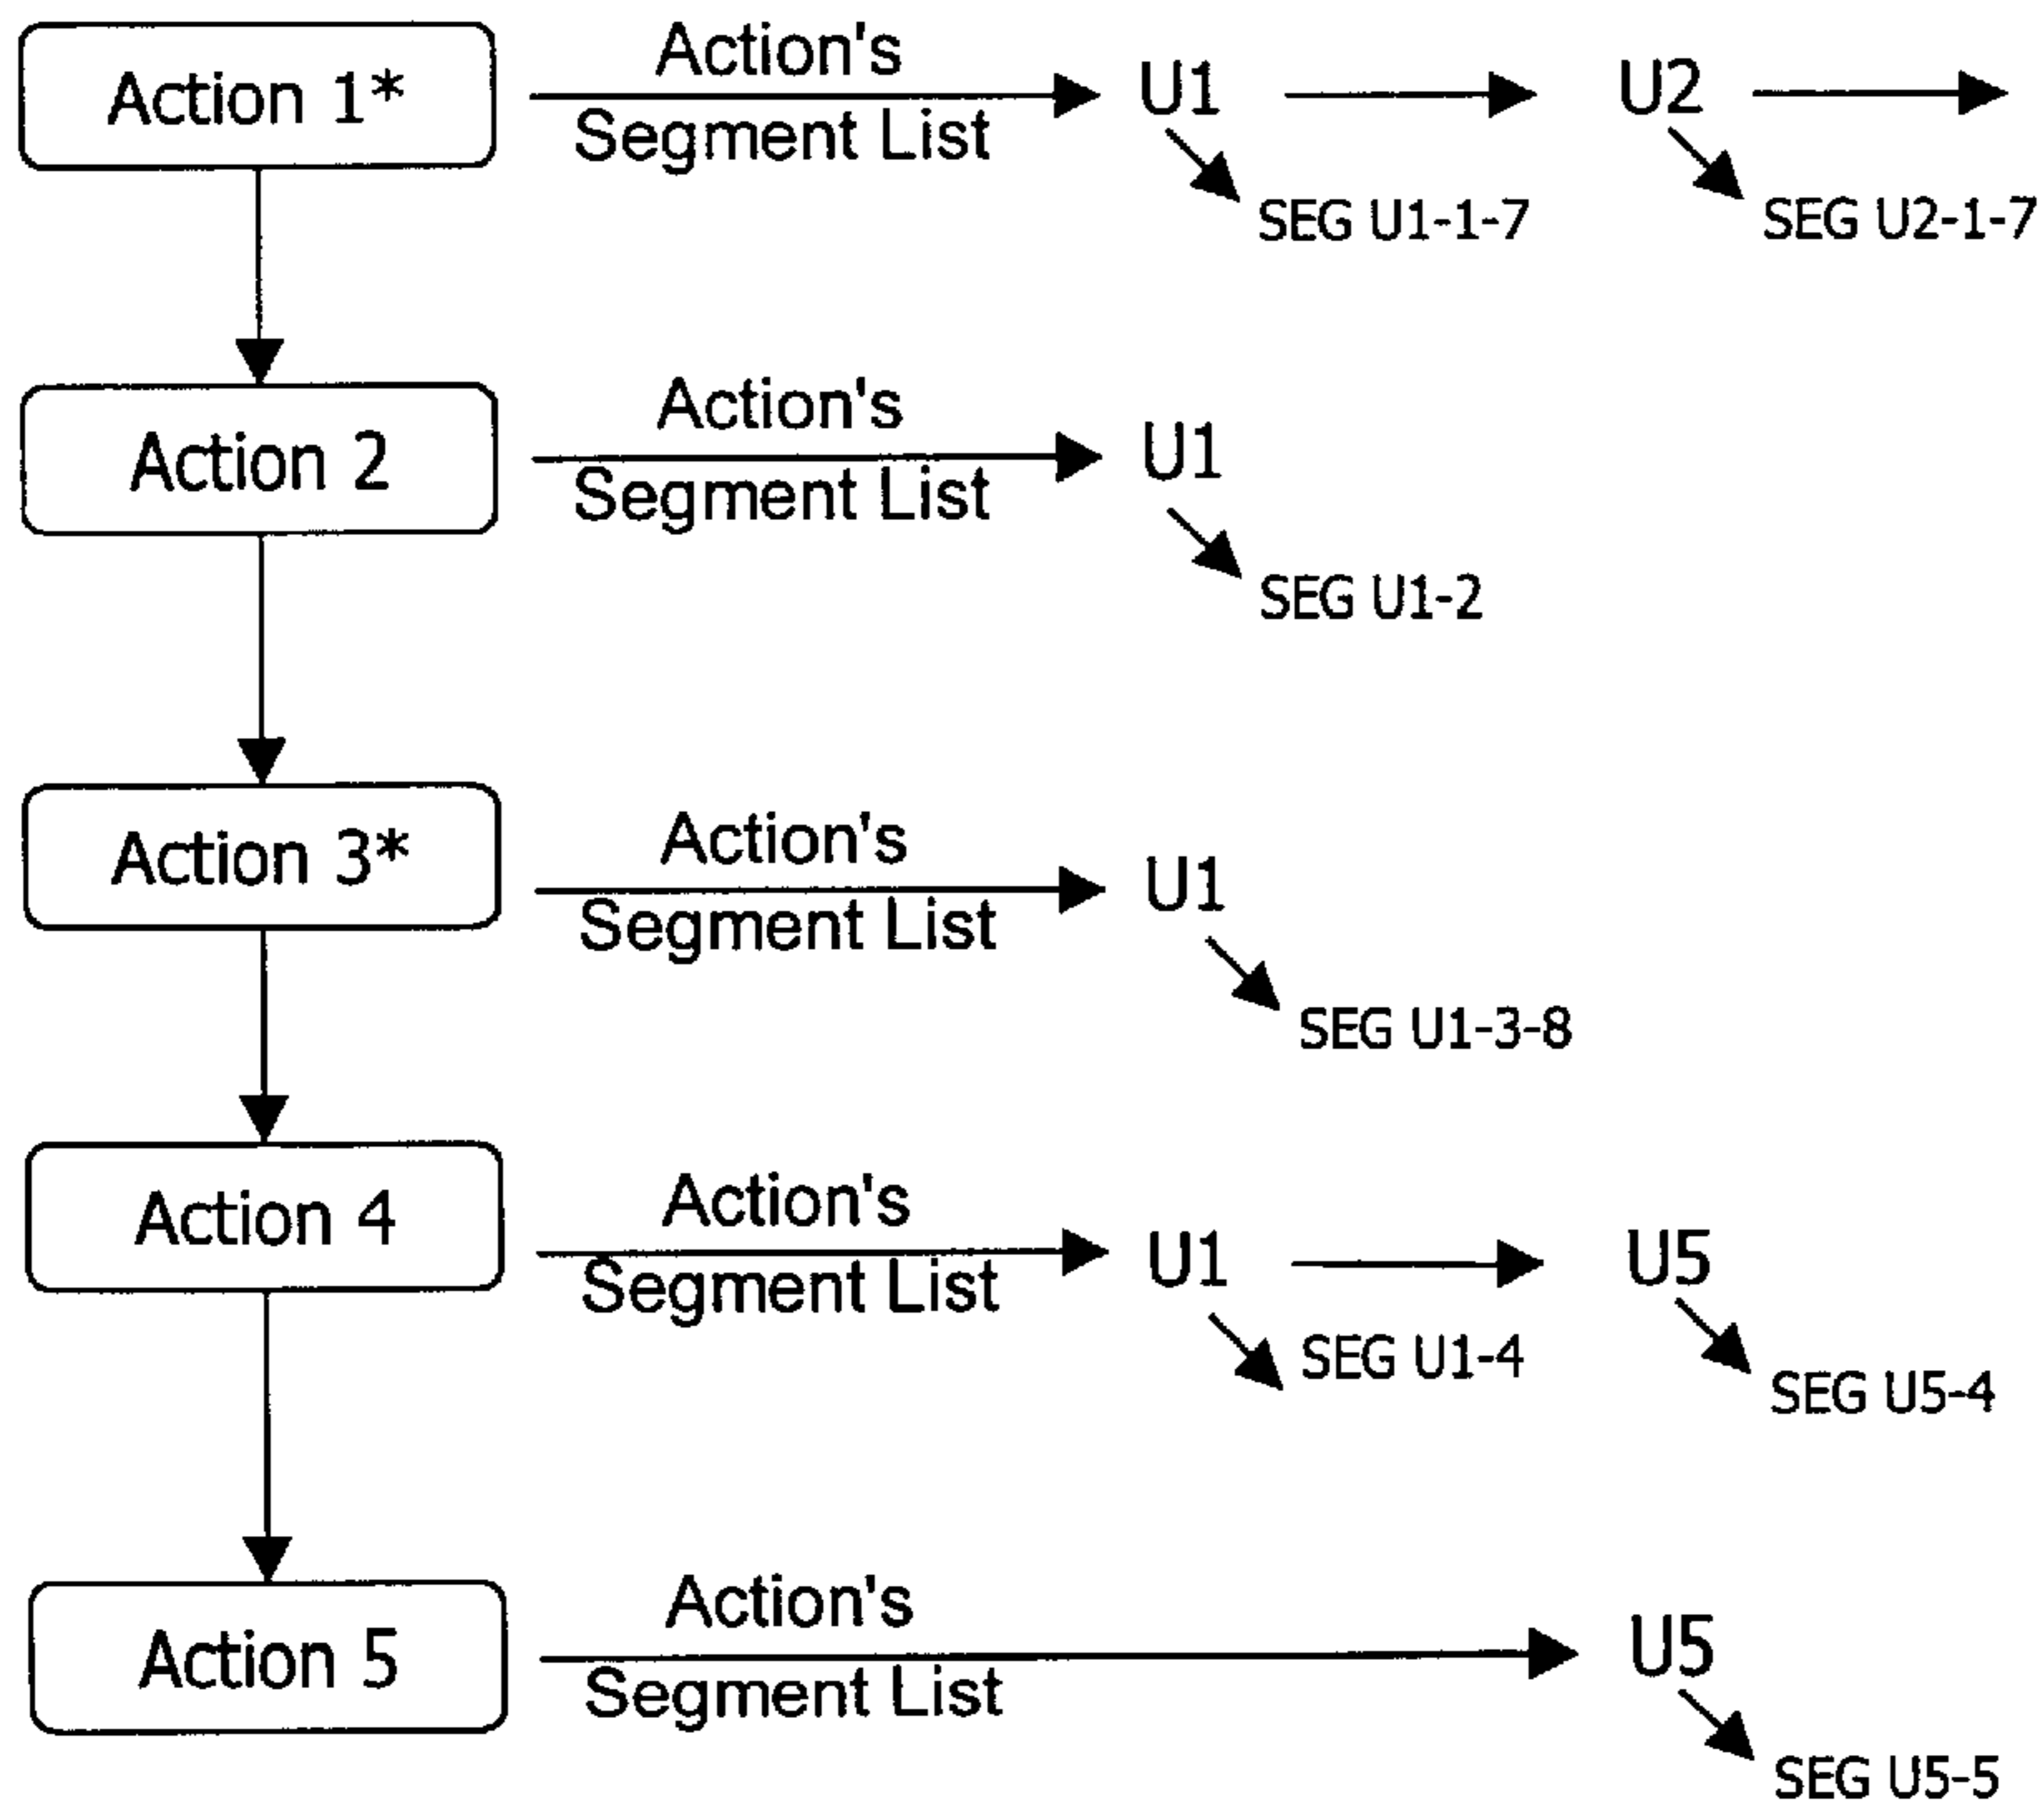 Action 1*
Action's
Segment List
U1
U2
SEG U1-1-7
SEG U2-1-7
Action 2
Action's
Segment List
U1
SEG U1-2
Action 3*
Action's
Segment List
U1
SEG U1-3-8
Action 4
Action's
Segment List
U1
U5
SEG U1-4
SEG U5-4
Action 5
Action's
Segment List
U5
SEG U5-5